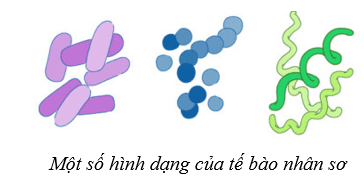 Một số hình dạng của tế bào nhân sơ